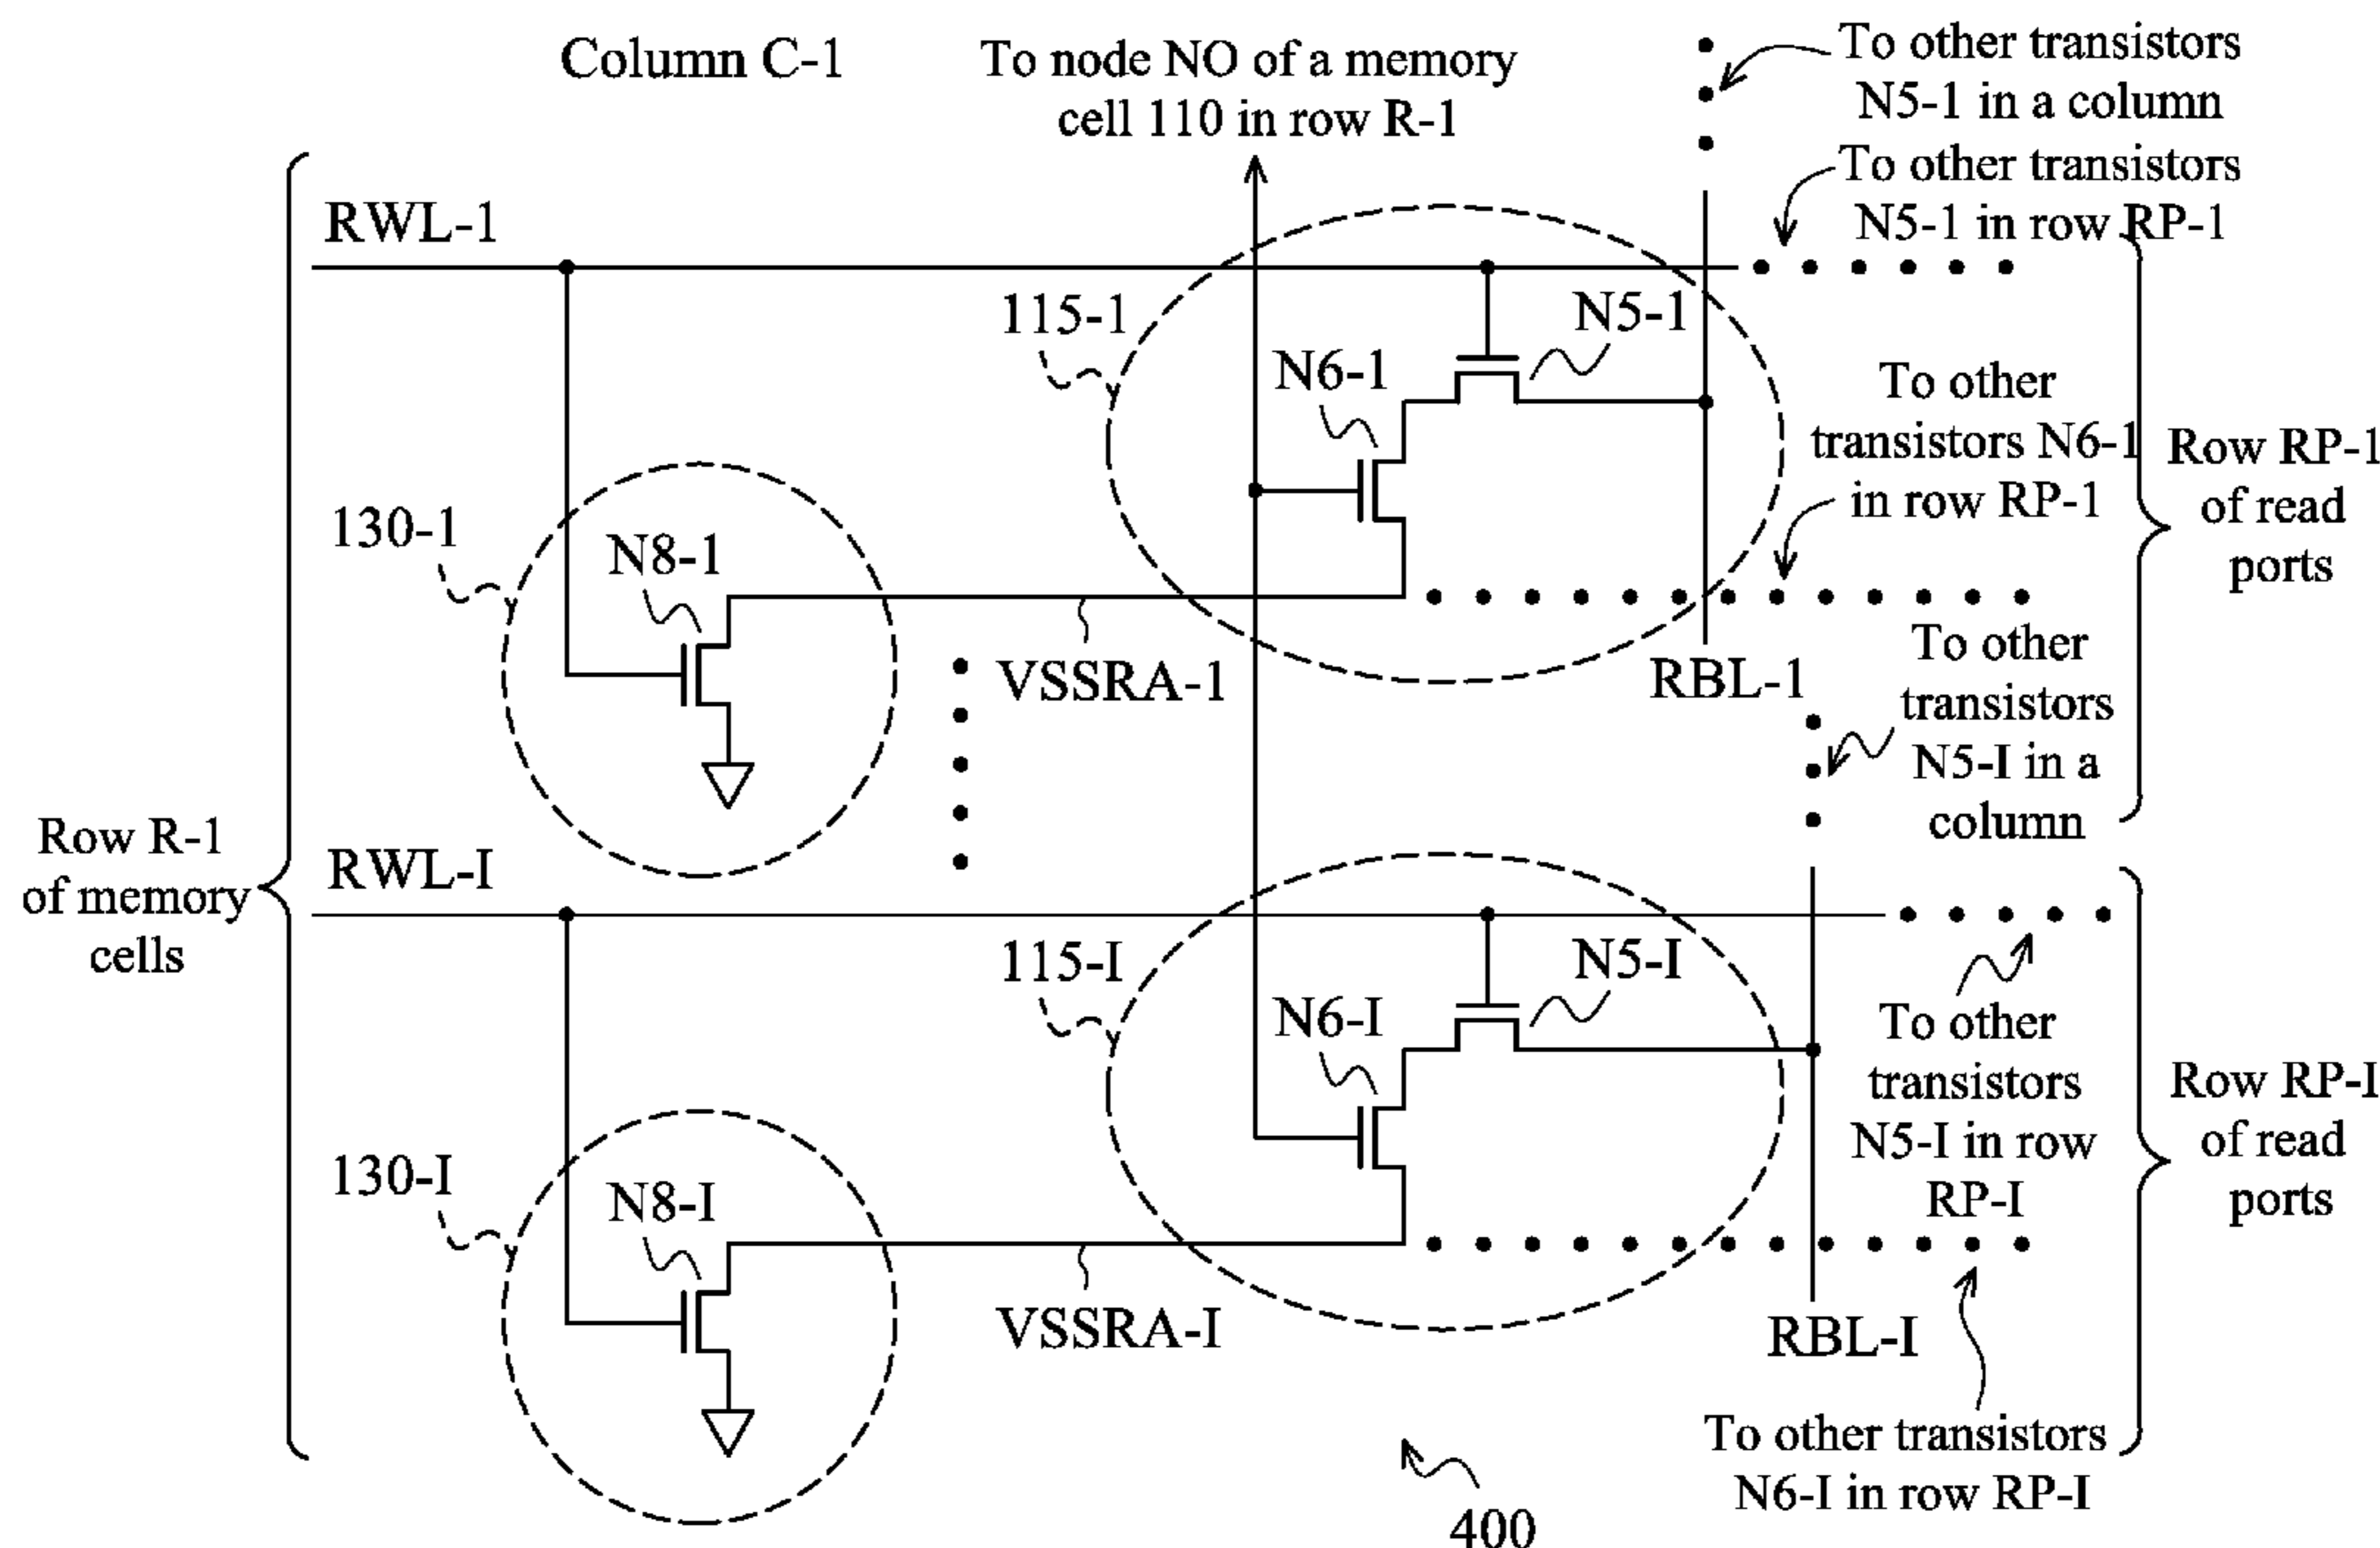 Column C-1
To node NO of a memory
cell 110 in row R-1
To other transistors
N5-1 in a column
To other transistors
N5-1 in row RP-1
RWL-1
115-1
N5-1
N6-1
To other
transistors N6-1
in row RP-1
Row RP-1
of read
ports
130-1
N8-1
VSSRA-1
RBL-1
To other
transistors
N5-I in a
column
Row R-1
of memory
cells
RWL-I
115-I
N5-I
N6-I
To other
transistors
N5-I in row
RP-I
Row RP-I
of read
ports
130-I
N8-I
VSSRA-I
RBL-I
To other transistors
N6-I in row RP-I
400